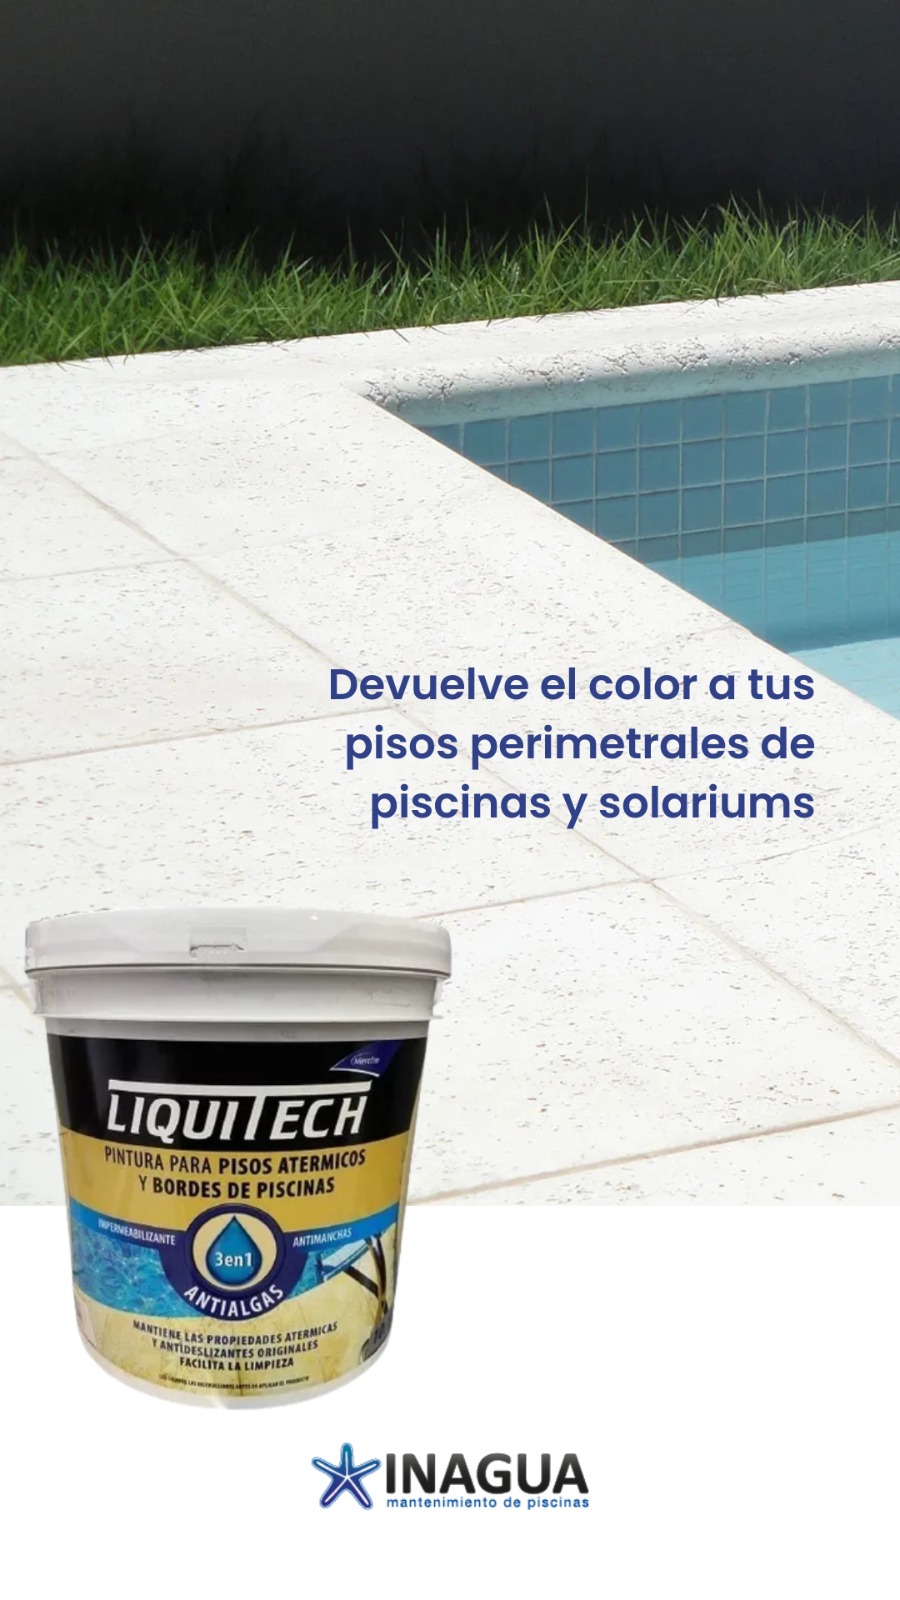 Devuelve el color a tus
pisos perimetrales de
piscinas y solariums
LIQUITECH
PINTURA PARA PISOS ATERMICOS
Y BORDES DE PISCINAS
IMPERMEABILIZANTE
3en1
ANTIMANCHAS
ANTIALGAS
MANTIENE LAS PROPIEDADES ATERMICAS
Y ANTIDESLIZANTES ORIGINALES
FACILITA LA LIMPIEZA
INAGUA
mantenimiento de piscinas